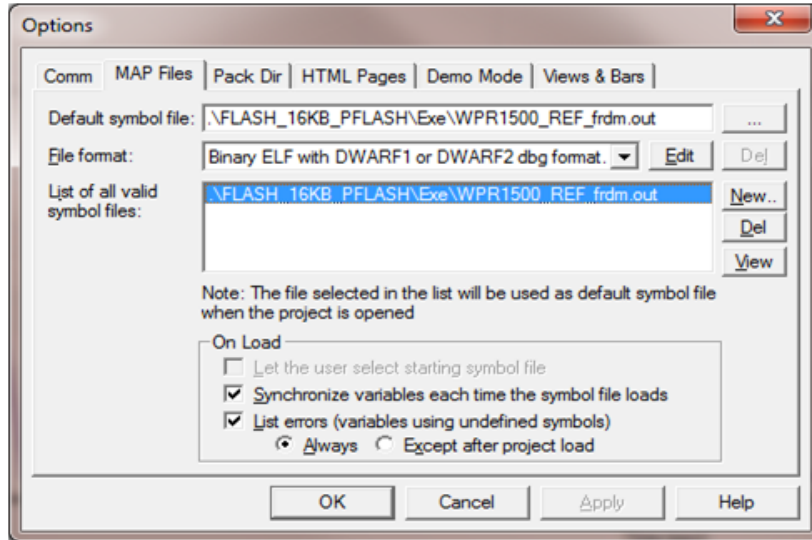 Options
Comm MAP Files Pack Dir HTML Pages Demo Mode Views & Bars
Default symbol file: .\FLASH_16KB_PFLASH\Exe\WPR1500_REF_frdm.out ...
File format: Binary ELF with DWARF1 or DWARF2 dbg format. Edit Del
List of all valid .\FLASH_16KB_PFLASH\Exe\WPR1500_REF_frdm.out New..
symbol files:
Del
View
Note: The file selected in the list will be used as default symbol file
when the project is opened
On Load
Let the user select starting symbol file
Synchronize variables each time the symbol file loads
List errors (variables using undefined symbols)
Always Except after project load
OK Cancel Apply Help